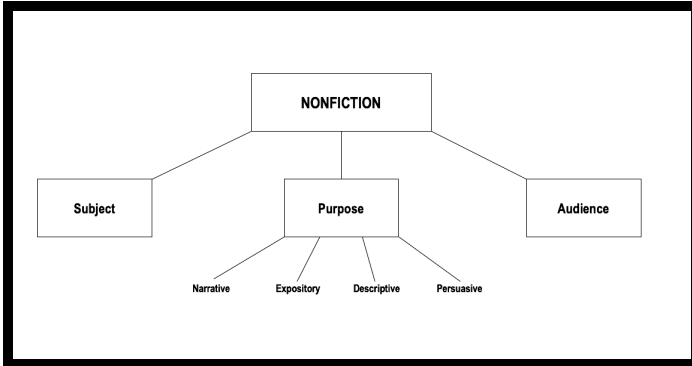 NONFICTION
Subject
Purpose
Audience
Narrative
Expository
Descriptive
Persuasive